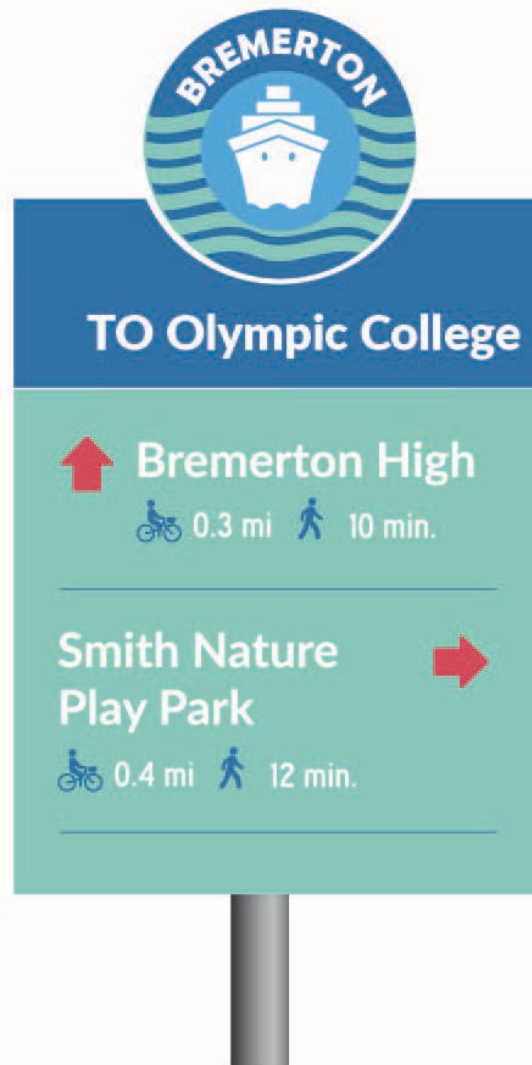 BREMERTON
TO Olympic College
Bremerton High
0.3 mi 10 min.
Smith Nature
Play Park
0.4 mi 12 min.